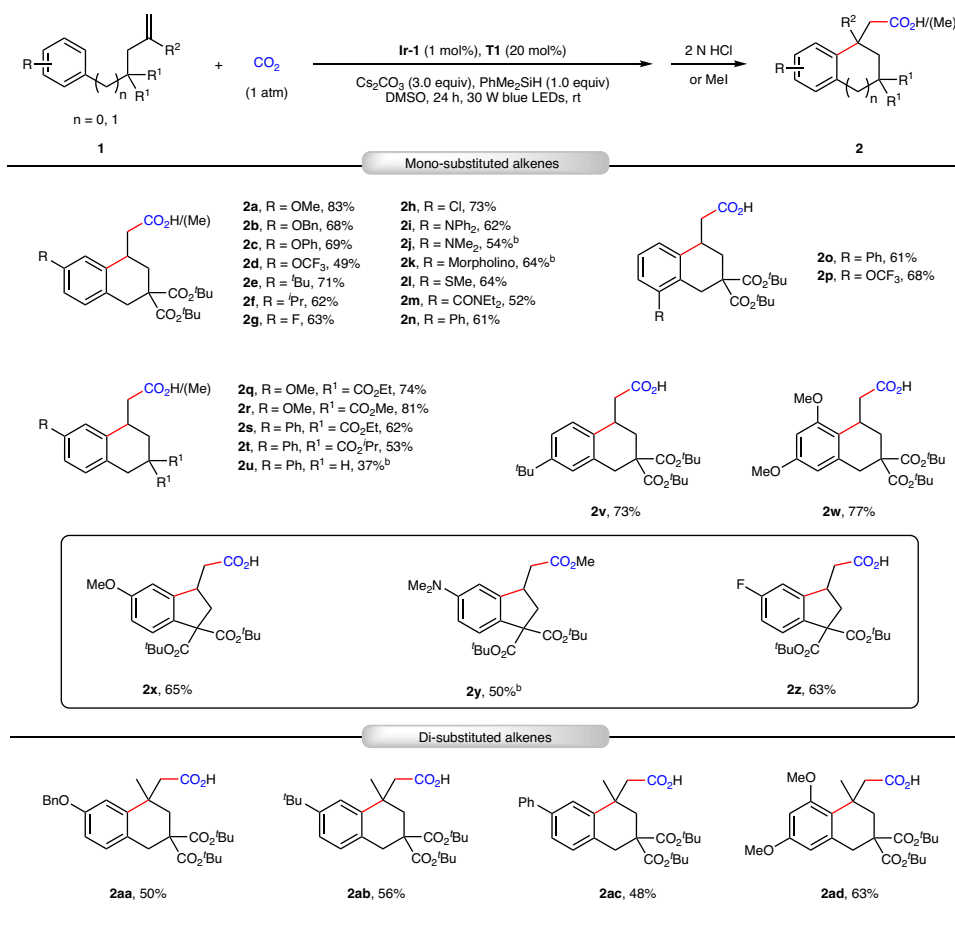 R
R²
R¹
R¹
n
n = 0, 1
1
+
CO₂
(1 atm)
Ir-1 (1 mol%), T1 (20 mol%)
Cs₂CO₃ (3.0 equiv), PhMe₂SiH (1.0 equiv)
DMSO, 24 h, 30 W blue LEDs, rt
2 N HCl
or MeI
R² CO₂H/(Me)
R
R¹
R¹
n
2
Mono-substituted alkenes
CO₂H/(Me)
R
CO₂ᵗBu
CO₂ᵗBu
2a, R = OMe, 83%
2b, R = OBn, 68%
2c, R = OPh, 69%
2d, R = OCF₃, 49%
2e, R = ᵗBu, 71%
2f, R = ⁱPr, 62%
2g, R = F, 63%
2h, R = Cl, 73%
2i, R = NPh₂, 62%
2j, R = NMe₂, 54%ᵇ
2k, R = Morpholino, 64%ᵇ
2l, R = SMe, 64%
2m, R = CONEt₂, 52%
2n, R = Ph, 61%
CO₂H
CO₂ᵗBu
CO₂ᵗBu
R
2o, R = Ph, 61%
2p, R = OCF₃, 68%
CO₂H/(Me)
R
R¹
R¹
2q, R = OMe, R¹ = CO₂Et, 74%
2r, R = OMe, R¹ = CO₂Me, 81%
2s, R = Ph, R¹ = CO₂Et, 62%
2t, R = Ph, R¹ = CO₂ⁱPr, 53%
2u, R = Ph, R¹ = H, 37%ᵇ
CO₂H
ᵗBu
CO₂ᵗBu
CO₂ᵗBu
2v, 73%
CO₂H
MeO
MeO
CO₂ᵗBu
CO₂ᵗBu
2w, 77%
CO₂H
MeO
ᵗBuO₂C CO₂ᵗBu
2x, 65%
CO₂Me
Me₂N
ᵗBuO₂C CO₂ᵗBu
2y, 50%ᵇ
CO₂H
F
ᵗBuO₂C CO₂ᵗBu
2z, 63%
Di-substituted alkenes
CO₂H
BnO
CO₂ᵗBu
CO₂ᵗBu
2aa, 50%
CO₂H
ᵗBu
CO₂ᵗBu
CO₂ᵗBu
2ab, 56%
CO₂H
Ph
CO₂ᵗBu
CO₂ᵗBu
2ac, 48%
MeO
CO₂H
MeO
CO₂ᵗBu
CO₂ᵗBu
2ad, 63%